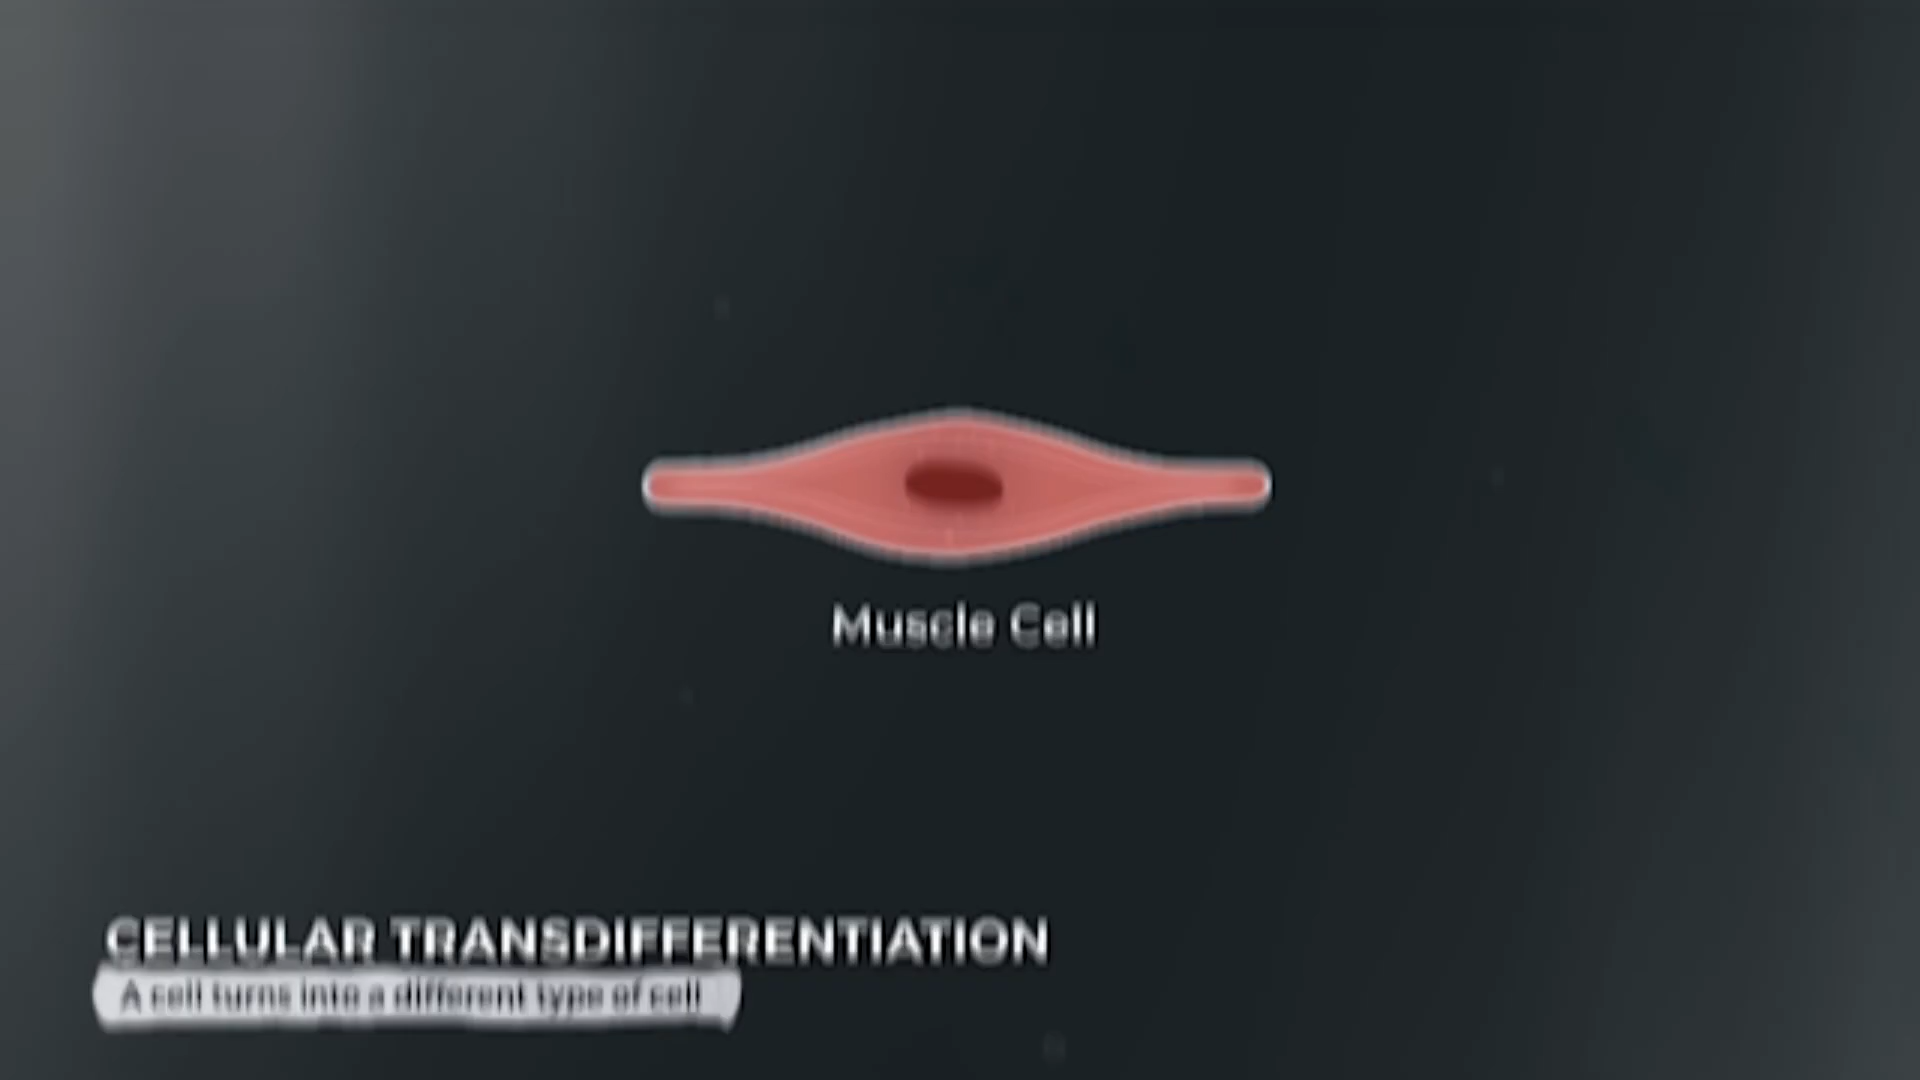 Muscle Cell
CELLULAR TRANSDIFFERENTIATION
A cell turns into a different type of cell